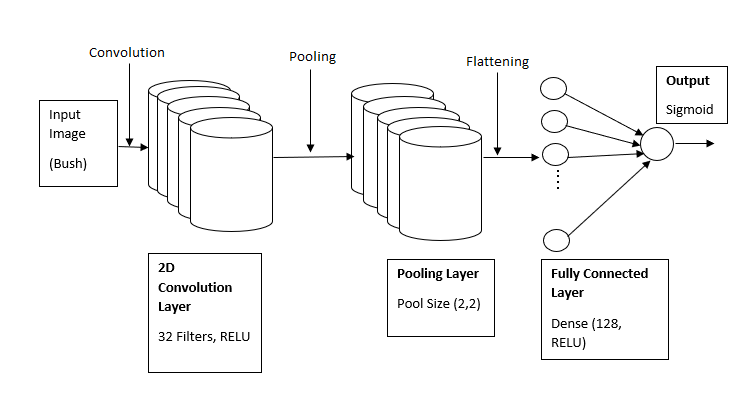 Convolution
Pooling
Flattening
Output
Sigmoid
Input
Image
(Bush)
2D
Convolution
Layer
32 Filters, RELU
Pooling Layer
Pool Size (2,2)
Fully Connected
Layer
Dense (128,
RELU)